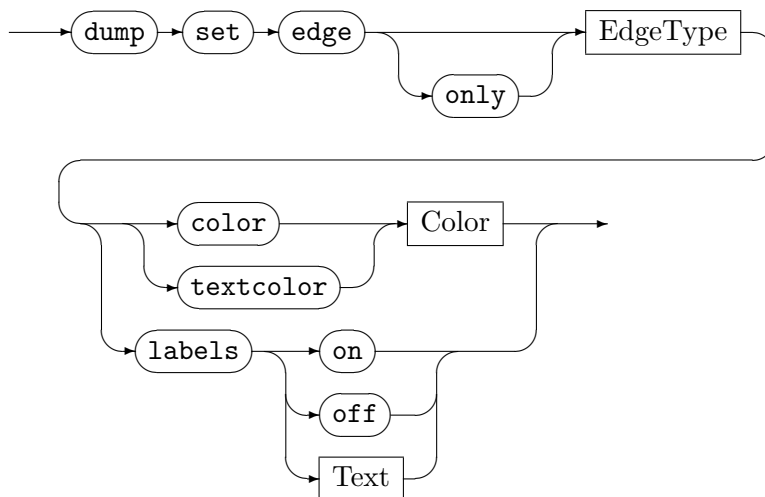 dump set edge EdgeType
only
color Color
textcolor
labels on
off
Text